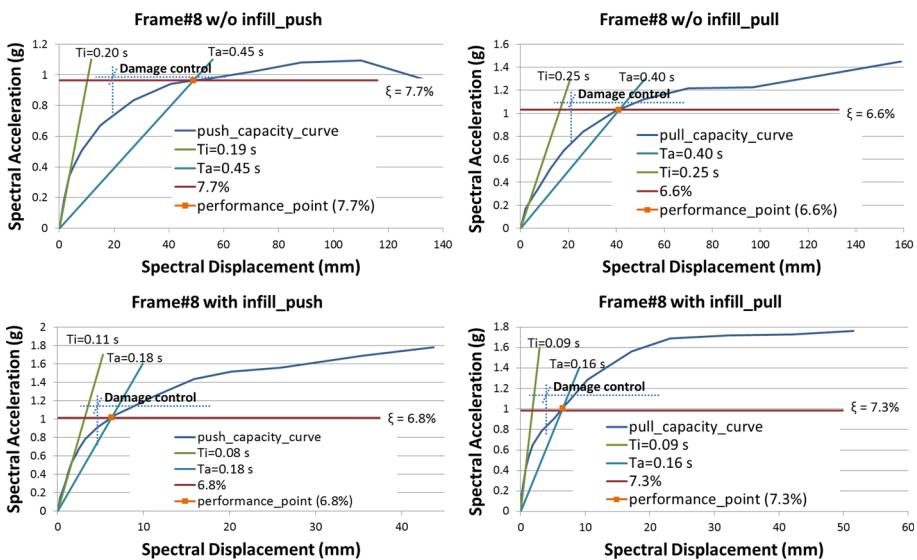 Frame#8 w/o infill_push
Spectral Acceleration (g)
1.2
1
0.8
0.6
0.4
0.2
0
Ti=0.20 s
Ta=0.45 s
Damage control
ξ = 7.7%
push_capacity_curve
Ti=0.19 s
Ta=0.45 s
7.7%
performance_point (7.7%)
0 20 40 60 80 100 120 140
Spectral Displacement (mm)
Frame#8 w/o infill_pull
Spectral Acceleration (g)
1.6
1.4
1.2
1
0.8
0.6
0.4
0.2
0
Ti=0.25 s
Ta=0.40 s
Damage control
ξ = 6.6%
pull_capacity_curve
Ta=0.40 s
Ti=0.25 s
6.6%
performance_point (6.6%)
0 20 40 60 80 100 120 140 160
Spectral Displacement (mm)
Frame#8 with infill_push
Spectral Acceleration (g)
2
1.8
1.6
1.4
1.2
1
0.8
0.6
0.4
0.2
0
Ti=0.11 s
Ta=0.18 s
Damage control
ξ = 6.8%
push_capacity_curve
Ti=0.08 s
Ta=0.18 s
6.8%
performance_point (6.8%)
0 10 20 30 40
Spectral Displacement (mm)
Frame#8 with infill_pull
Spectral Acceleration (g)
1.8
1.6
1.4
1.2
1
0.8
0.6
0.4
0.2
0
Ti=0.09 s
Ta=0.16 s
Damage control
ξ = 7.3%
pull_capacity_curve
Ti=0.09 s
Ta=0.16 s
7.3%
performance_point (7.3%)
0 10 20 30 40 50 60
Spectral Displacement (mm)